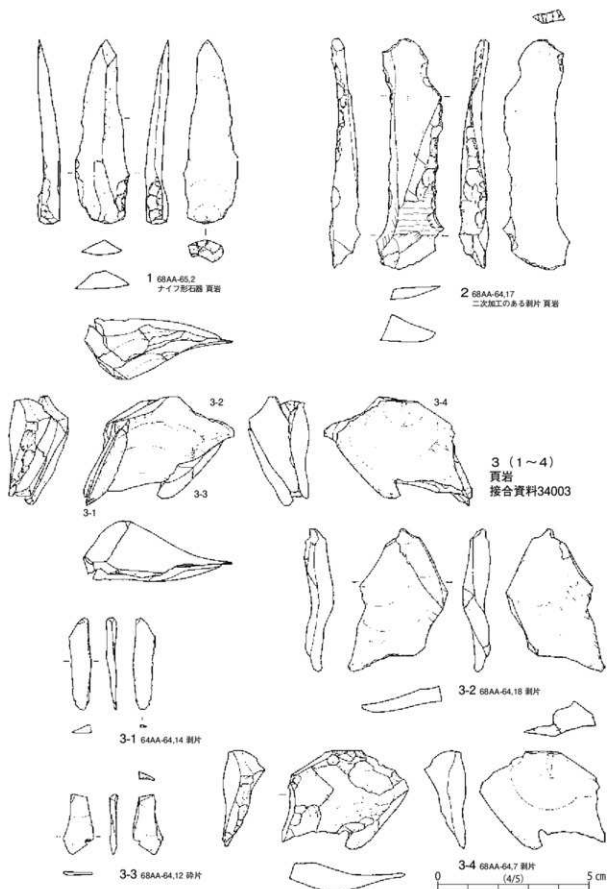 1 68AA-65,2
ナイフ形石器 頁岩
2 68AA-64,17
二次加工のある剥片 頁岩
3-2
3-4
3-3
3-1
3 (1～4)
頁岩
接合資料34003
3-2 68AA-64,18 剥片
3-1 64AA-64,14 剥片
3-3 68AA-64,12 砕片
3-4 68AA-64,7 剥片
0 (4/5) 5 cm